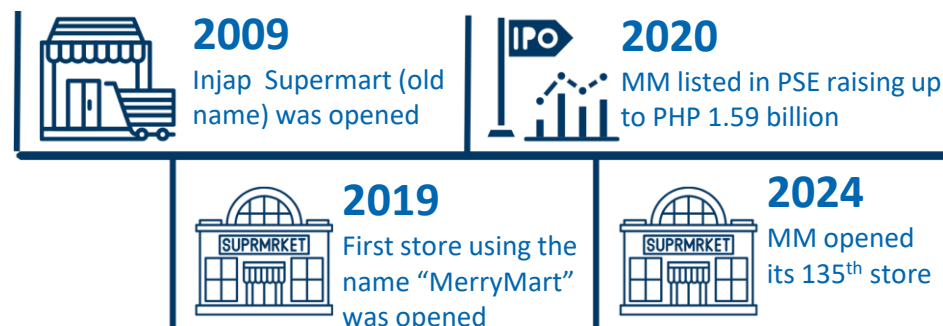 2009
Injap Supermart (old
name) was opened
IPO
2020
MM listed in PSE raising up
to PHP 1.59 billion
SUPRMRKET
2019
First store using the
name “MerryMart”
was opened
SUPRMRKET
2024
MM opened
its 135th store